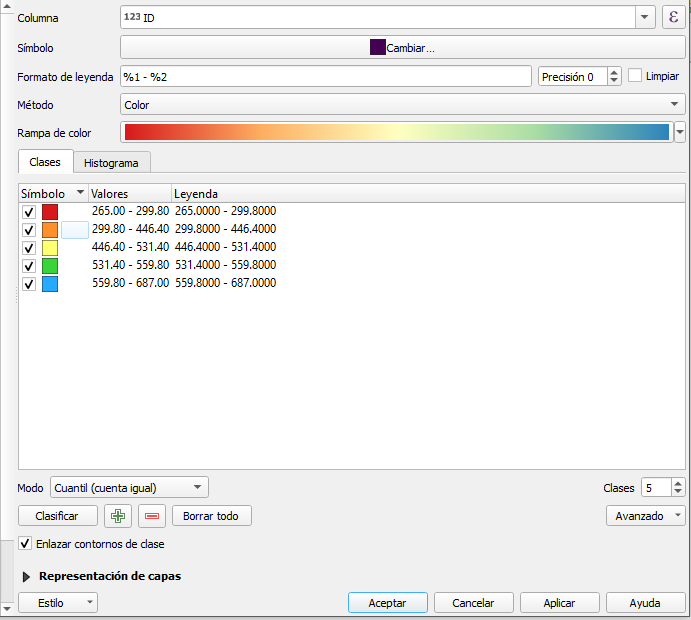 Columna 123 ID ε
Símbolo Cambiar...
Formato de leyenda %1 - %2 Precisión 0 Limpiar
Método Color
Rampa de color
Clases Histograma
Símbolo Valores Leyenda
265.00 - 299.80 265.0000 - 299.8000
299.80 - 446.40 299.8000 - 446.4000
446.40 - 531.40 446.4000 - 531.4000
531.40 - 559.80 531.4000 - 559.8000
559.80 - 687.00 559.8000 - 687.0000
Modo Cuantil (cuenta igual) Clases 5
Clasificar Borrar todo Avanzado
Enlazar contornos de clase
Representación de capas
Estilo Aceptar Cancelar Aplicar Ayuda